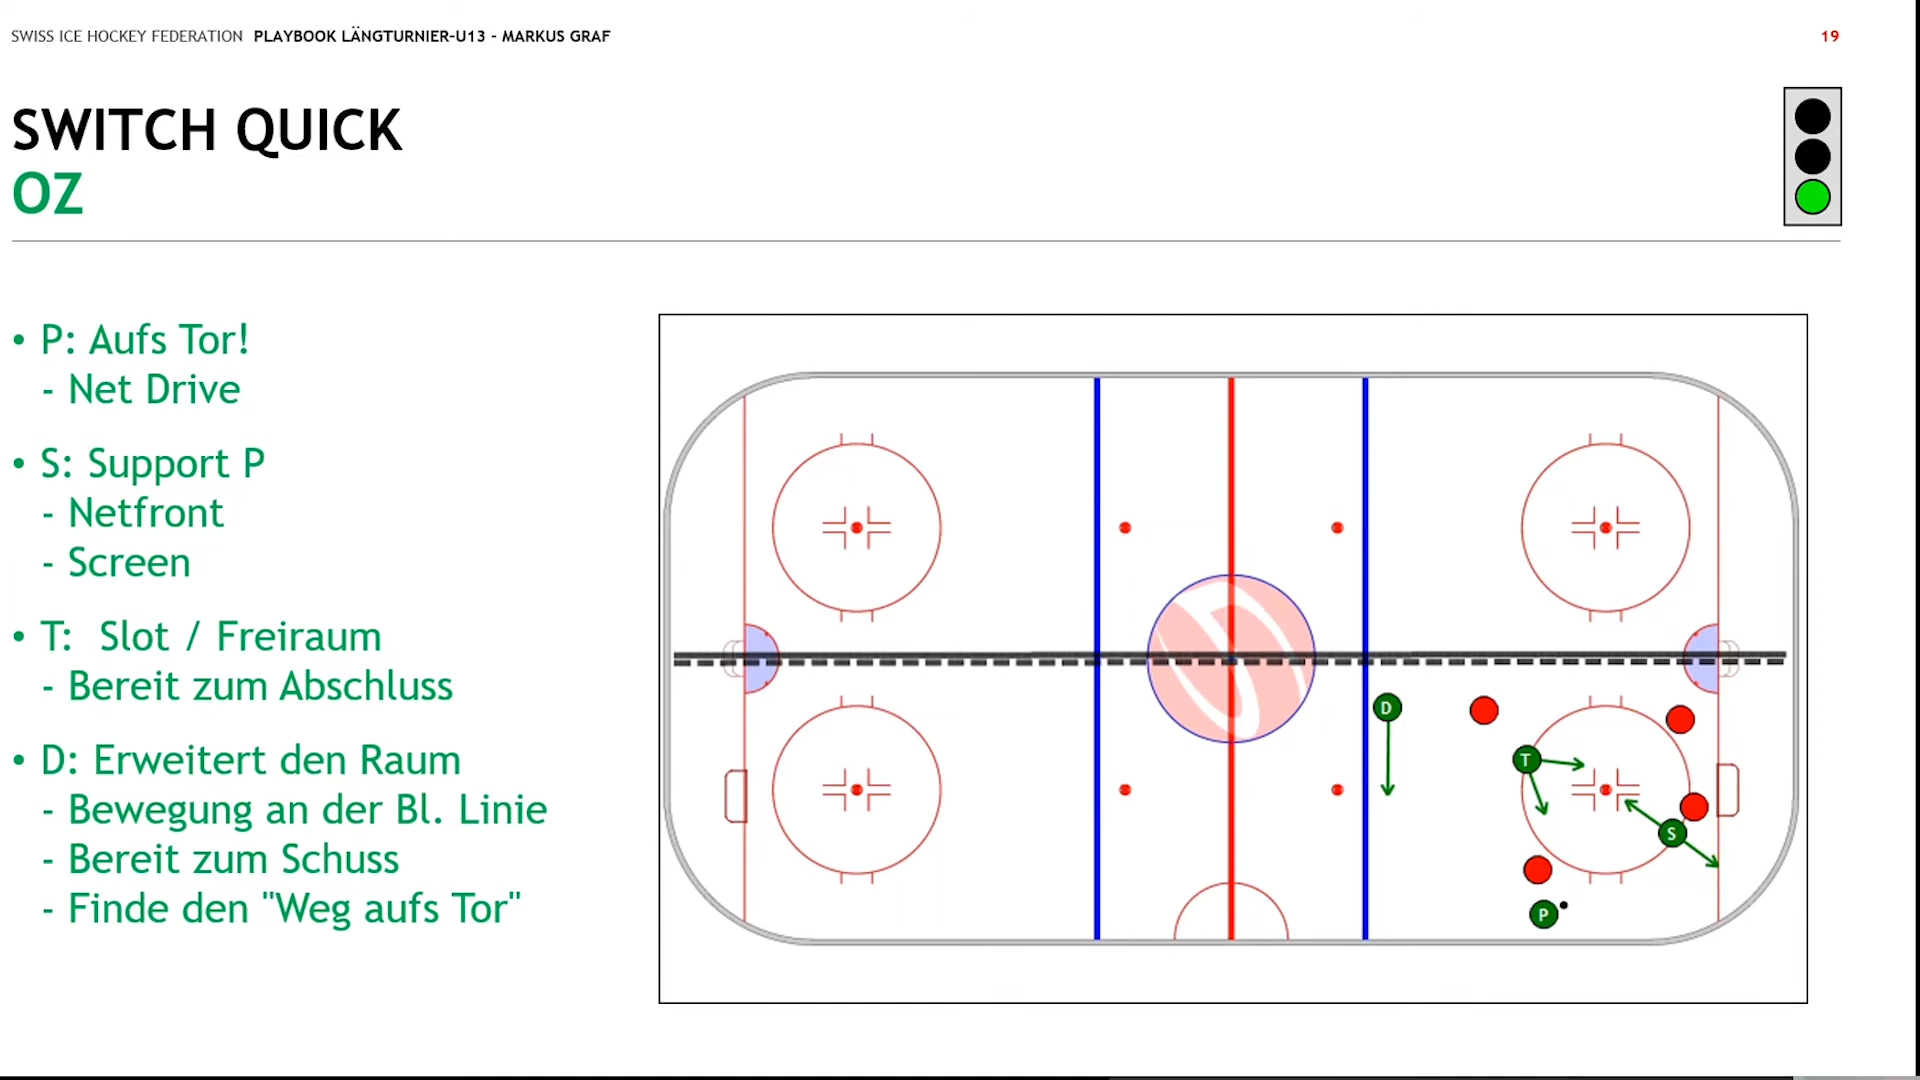 SWISS ICE HOCKEY FEDERATION PLAYBOOK LÄNGTURNIER-U13 - MARKUS GRAF
19
SWITCH QUICK
OZ
• P: Aufs Tor!
- Net Drive
• S: Support P
- Netfront
- Screen
• T: Slot / Freiraum
- Bereit zum Abschluss
• D: Erweitert den Raum
- Bewegung an der Bl. Linie
- Bereit zum Schuss
- Finde den "Weg aufs Tor"
D
T
S
P